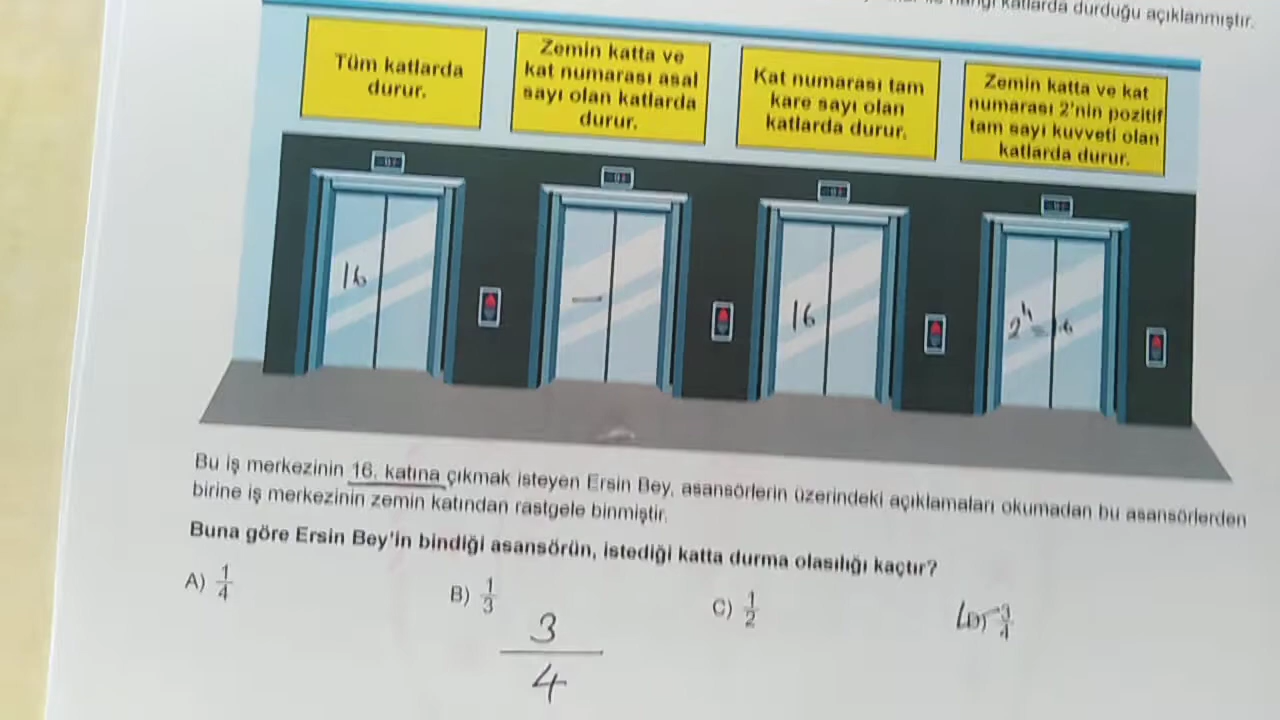 hangi katlarda durduğu açıklanmıştır.
Tüm katlarda
durur.
Zemin katta ve
kat numarası asal
sayı olan katlarda
durur.
Kat numarası tam
kare sayı olan
katlarda durur.
Zemin katta ve kat
numarası 2'nin pozitif
tam sayı kuvveti olan
katlarda durur.
16
—
16
2⁴=16
Bu iş merkezinin 16. katına çıkmak isteyen Ersin Bey, asansörlerin üzerindeki açıklamaları okumadan bu asansörlerden
birine iş merkezinin zemin katından rastgele binmiştir.
Buna göre Ersin Bey'in bindiği asansörün, istediği katta durma olasılığı kaçtır?
A) 1/4
B) 1/3
C) 1/2
D) 3/4
3
4